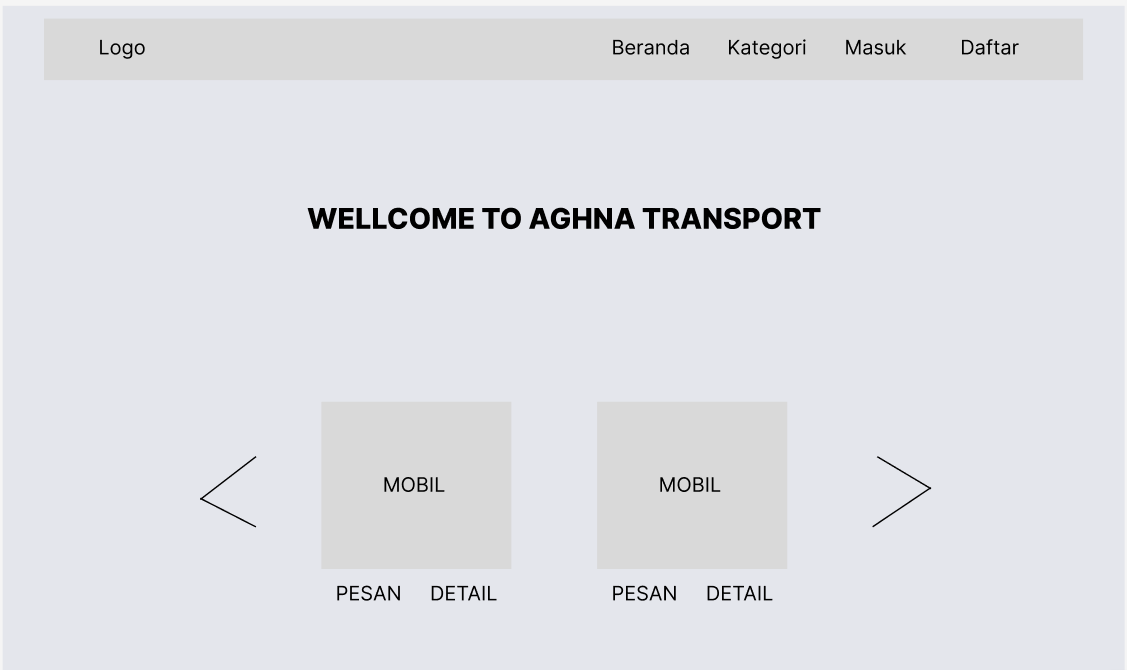 Logo Beranda Kategori Masuk Daftar
WELLCOME TO AGHNA TRANSPORT
MOBIL MOBIL
PESAN DETAIL PESAN DETAIL